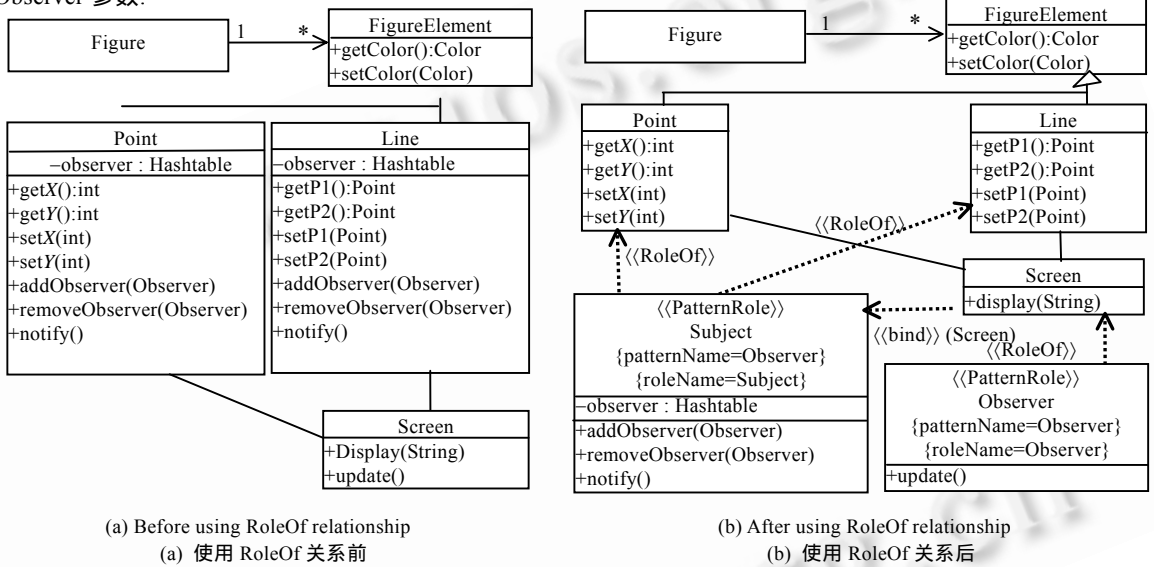 Observer 参数.
Figure
1
*
FigureElement
+getColor():Color
+setColor(Color)
Point
–observer : Hashtable
+getX():int
+getY():int
+setX(int)
+setY(int)
+addObserver(Observer)
+removeObserver(Observer)
+notify()
Line
–observer : Hashtable
+getP1():Point
+getP2():Point
+setP1(Point)
+setP2(Point)
+addObserver(Observer)
+removeObserver(Observer)
+notify()
Screen
+Display(String)
+update()
(a) Before using RoleOf relationship
(a) 使用 RoleOf 关系前
Figure
1
*
FigureElement
+getColor():Color
+setColor(Color)
Point
+getX():int
+getY():int
+setX(int)
+setY(int)
Line
+getP1():Point
+getP2():Point
+setP1(Point)
+setP2(Point)
〈〈RoleOf〉〉
〈〈RoleOf〉〉
Screen
+display(String)
〈〈PatternRole〉〉
Subject
{patternName=Observer}
{roleName=Subject}
–observer : Hashtable
+addObserver(Observer)
+removeObserver(Observer)
+notify()
〈〈bind〉〉 (Screen)
〈〈RoleOf〉〉
〈〈PatternRole〉〉
Observer
{patternName=Observer}
{roleName=Observer}
+update()
(b) After using RoleOf relationship
(b) 使用 RoleOf 关系后